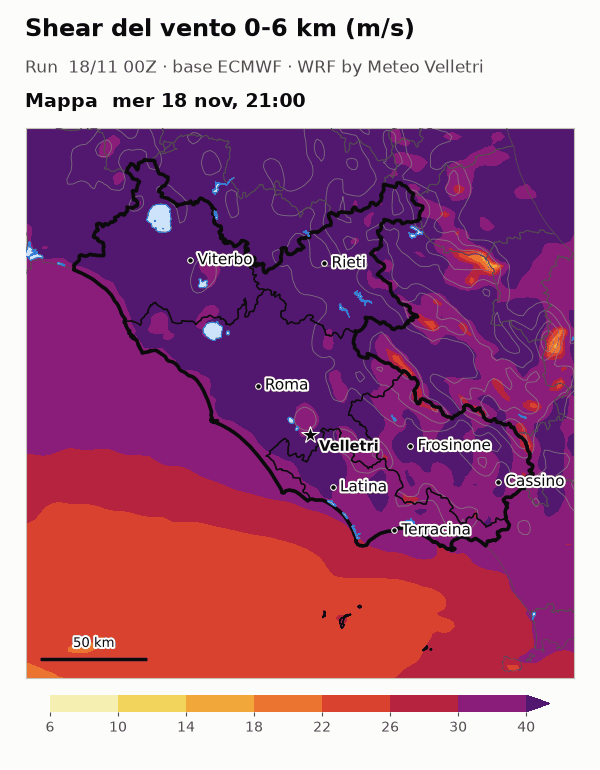 Shear del vento 0-6 km (m/s)
Run  18/11 00Z · base ECMWF · WRF by Meteo Velletri
Mappa  mer 18 nov, 21:00
Viterbo
Rieti
Roma
Velletri
Frosinone
Cassino
Latina
Terracina
50 km
6 10 14 18 22 26 30 40